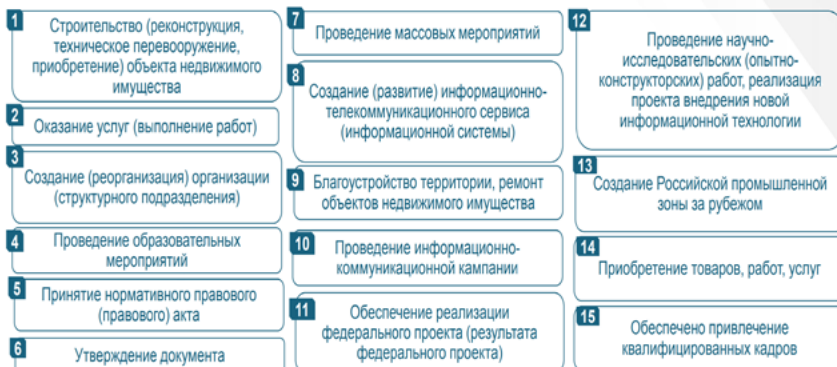 1
Строительство (реконструкция,
техническое перевооружение,
приобретение) объекта недвижимого
имущества
2
Оказание услуг (выполнение работ)
3
Создание (реорганизация) организации
(структурного подразделения)
4
Проведение образовательных
мероприятий
5
Принятие нормативного правового
(правового) акта
6
Утверждение документа
7
Проведение массовых мероприятий
8
Создание (развитие) информационно-
телекоммуникационного сервиса
(информационной системы)
9
Благоустройство территории, ремонт
объектов недвижимого имущества
10
Проведение информационно-
коммуникационной кампании
11
Обеспечение реализации
федерального проекта (результата
федерального проекта)
12
Проведение научно-
исследовательских (опытно-
конструкторских) работ, реализация
проекта внедрения новой
информационной технологии
13
Создание Российской промышленной
зоны за рубежом
14
Приобретение товаров, работ, услуг
15
Обеспечено привлечение
квалифицированных кадров